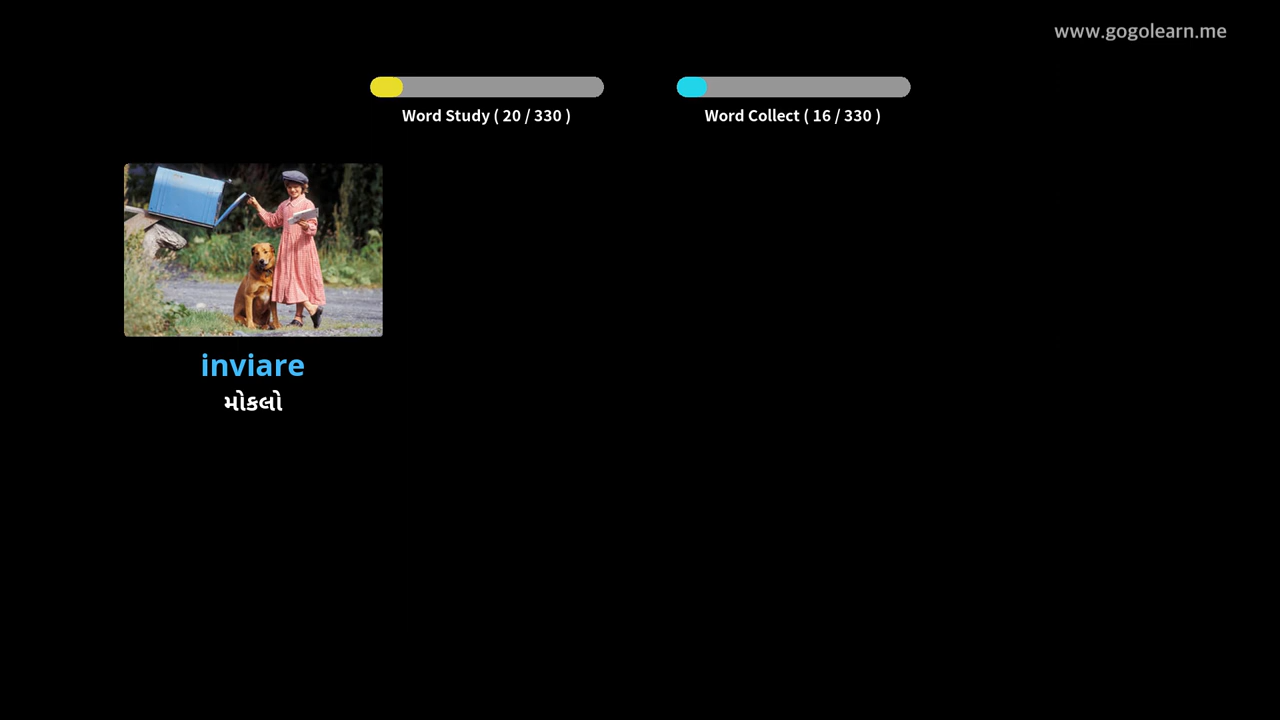 www.gogolearn.me
Word Study ( 20 / 330 )
Word Collect ( 16 / 330 )
inviare
મોકલો